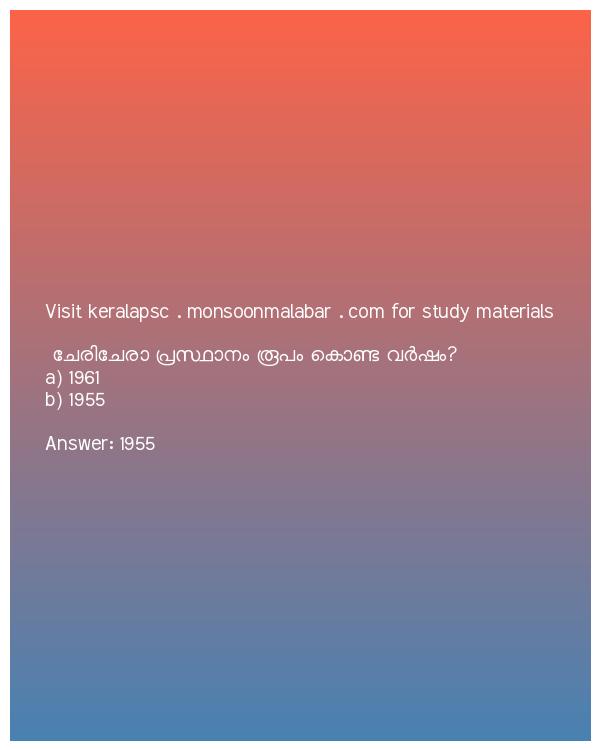 Visit keralapsc . monsoonmalabar . com for study materials
ചേരിചേരാ പ്രസ്ഥാനം രൂപം കൊണ്ട വർഷം?
a) 1961
b) 1955
Answer: 1955